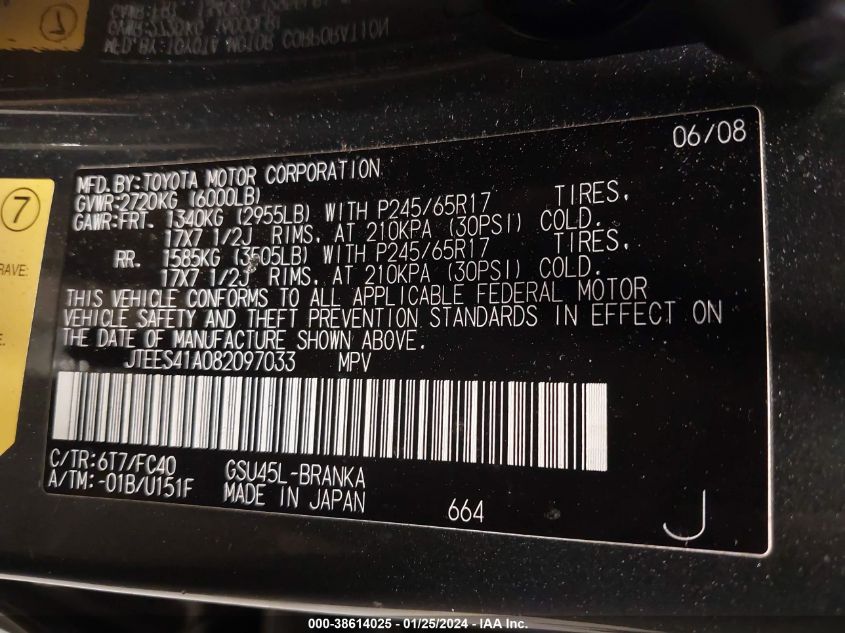 06/08
MFD. BY: TOYOTA MOTOR CORPORATION
GVWR: 2720KG (6000LB)
GAWR: FRT. 1340KG (2955LB) WITH P245/65R17 TIRES,
17X7 1/2J RIMS, AT 210KPA (30PSI) COLD.
RR. 1585KG (3505LB) WITH P245/65R17 TIRES,
17X7 1/2J RIMS, AT 210KPA (30PSI) COLD.
THIS VEHICLE CONFORMS TO ALL APPLICABLE FEDERAL MOTOR
VEHICLE SAFETY AND THEFT PREVENTION STANDARDS IN EFFECT ON
THE DATE OF MANUFACTURE SHOWN ABOVE.
JTEES41A082097033 MPV
C/TR: 6T7/FC40 GSU45L-BRANKA
A/TM: -01B/U151F MADE IN JAPAN
664 J
7
RAVE:
000-38614025 - 01/25/2024 - IAA Inc.